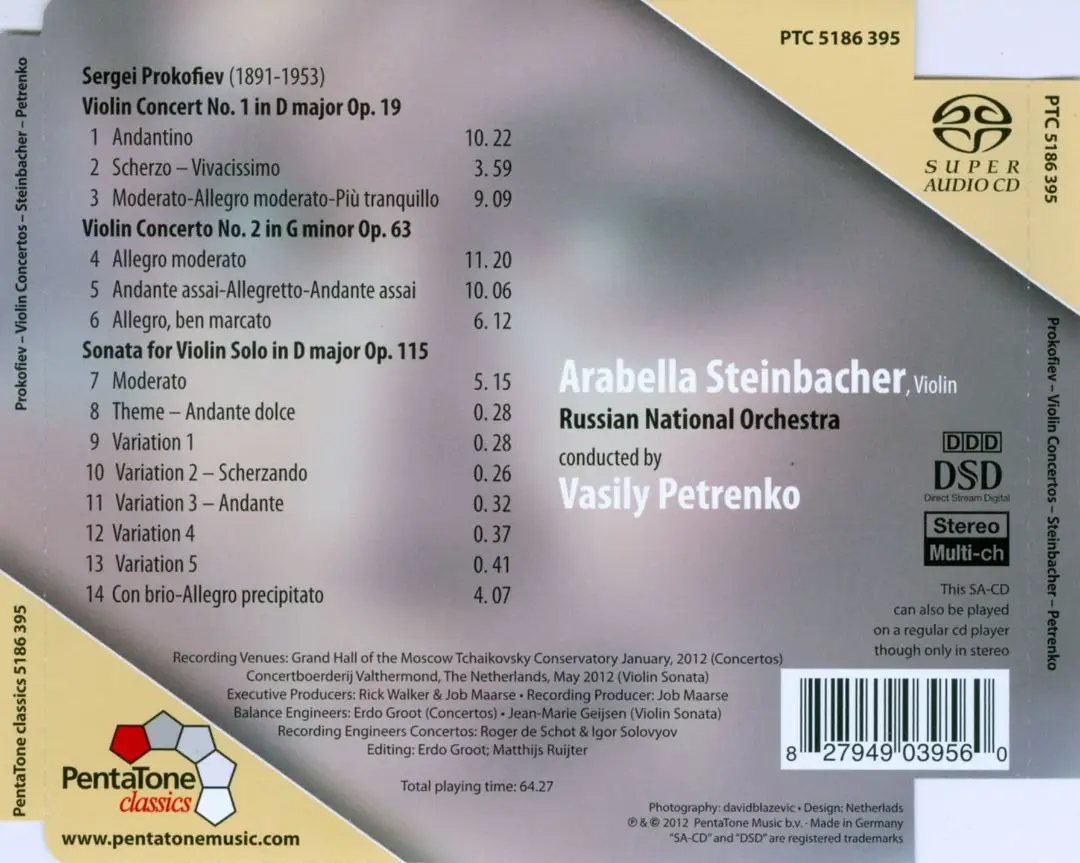 PTC 5186 395
Prokofiev – Violin Concertos – Steinbacher – Petrenko
Sergei Prokofiev (1891-1953)
Violin Concert No. 1 in D major Op. 19
1 Andantino 10. 22
2 Scherzo – Vivacissimo 3. 59
3 Moderato-Allegro moderato-Più tranquillo 9. 09
Violin Concerto No. 2 in G minor Op. 63
4 Allegro moderato 11. 20
5 Andante assai-Allegretto-Andante assai 10. 06
6 Allegro, ben marcato 6. 12
Sonata for Violin Solo in D major Op. 115
7 Moderato 5. 15
8 Theme – Andante dolce 0. 28
9 Variation 1 0. 28
10 Variation 2 – Scherzando 0. 26
11 Variation 3 – Andante 0. 32
12 Variation 4 0. 37
13 Variation 5 0. 41
14 Con brio-Allegro precipitato 4. 07
SUPER
AUDIO CD
PTC 5186 395
Arabella Steinbacher, Violin
Russian National Orchestra
conducted by
Vasily Petrenko
DDD
DSD
Direct Stream Digital
Stereo
Multi-ch
This SA-CD
can also be played
on a regular cd player
though only in stereo
Prokofiev – Violin Concertos – Steinbacher – Petrenko
Recording Venues: Grand Hall of the Moscow Tchaikovsky Conservatory January, 2012 (Concertos)
Concertboerderij Valthermond, The Netherlands, May 2012 (Violin Sonata)
Executive Producers: Rick Walker & Job Maarse • Recording Producer: Job Maarse
Balance Engineers: Erdo Groot (Concertos) • Jean-Marie Geijsen (Violin Sonata)
Recording Engineers Concertos: Roger de Schot & Igor Solovyov
Editing: Erdo Groot; Matthijs Ruijter
Total playing time: 64.27
8 27949 03956 0
PentaTone classics 5186 395
PentaTone
classics
www.pentatonemusic.com
Photography: davidblazevic • Design: Netherlads
℗ & © 2012 PentaTone Music b.v. · Made in Germany
"SA-CD" and "DSD" are registered trademarks